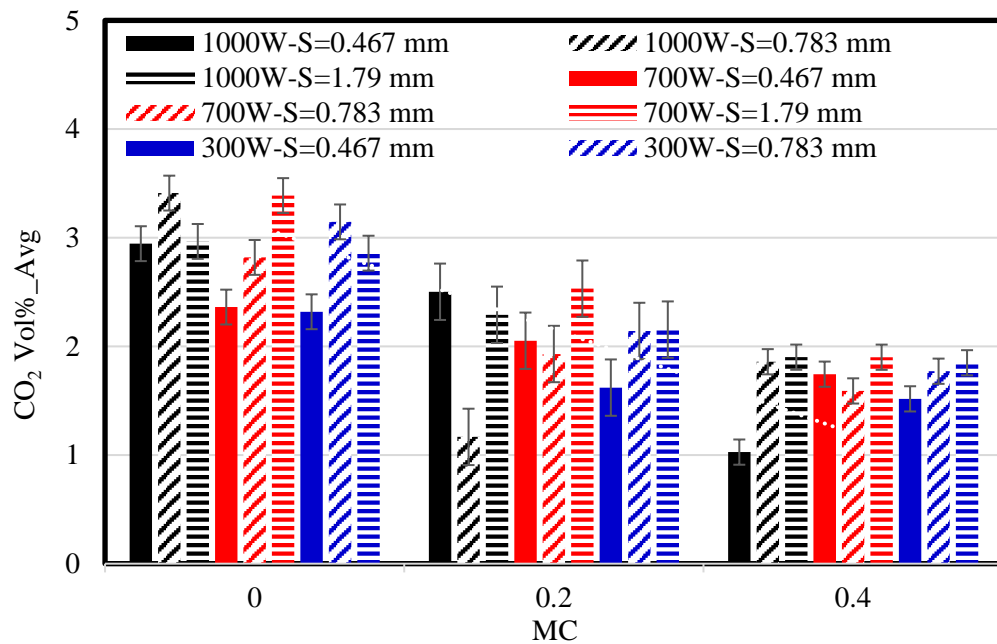 5
1000W-S=0.467 mm
1000W-S=0.783 mm
1000W-S=1.79 mm
700W-S=0.467 mm
700W-S=0.783 mm
700W-S=1.79 mm
300W-S=0.467 mm
300W-S=0.783 mm
4
3
2
1
0
CO₂ Vol%_Avg
0
0.2
0.4
MC